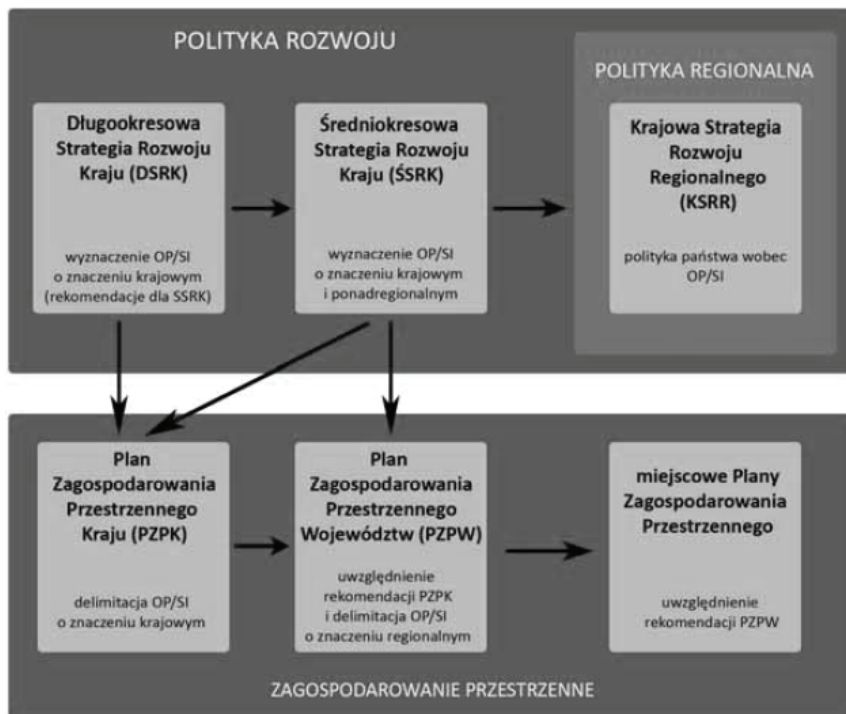 POLITYKA ROZWOJU
POLITYKA REGIONALNA
Długookresowa
Strategia Rozwoju
Kraju (DSRK)
wyznaczenie OP/SI
o znaczeniu krajowym
(rekomendacje dla SSRK)
Średniokresowa
Strategia Rozwoju
Kraju (ŚSRK)
wyznaczenie OP/SI
o znaczeniu krajowym
i ponadregionalnym
Krajowa Strategia
Rozwoju
Regionalnego
(KSRR)
polityka państwa wobec
OP/SI
Plan
Zagospodarowania
Przestrzennego
Kraju (PZPK)
delimitacja OP/SI
o znaczeniu krajowym
Plan
Zagospodarowania
Przestrzennego
Województw (PZPW)
uwzględnienie
rekomendacji PZPK
i delimitacja OP/SI
o znaczeniu regionalnym
miejscowe Plany
Zagospodarowania
Przestrzennego
uwzględnienie
rekomendacji PZPW
ZAGOSPODAROWANIE PRZESTRZENNE